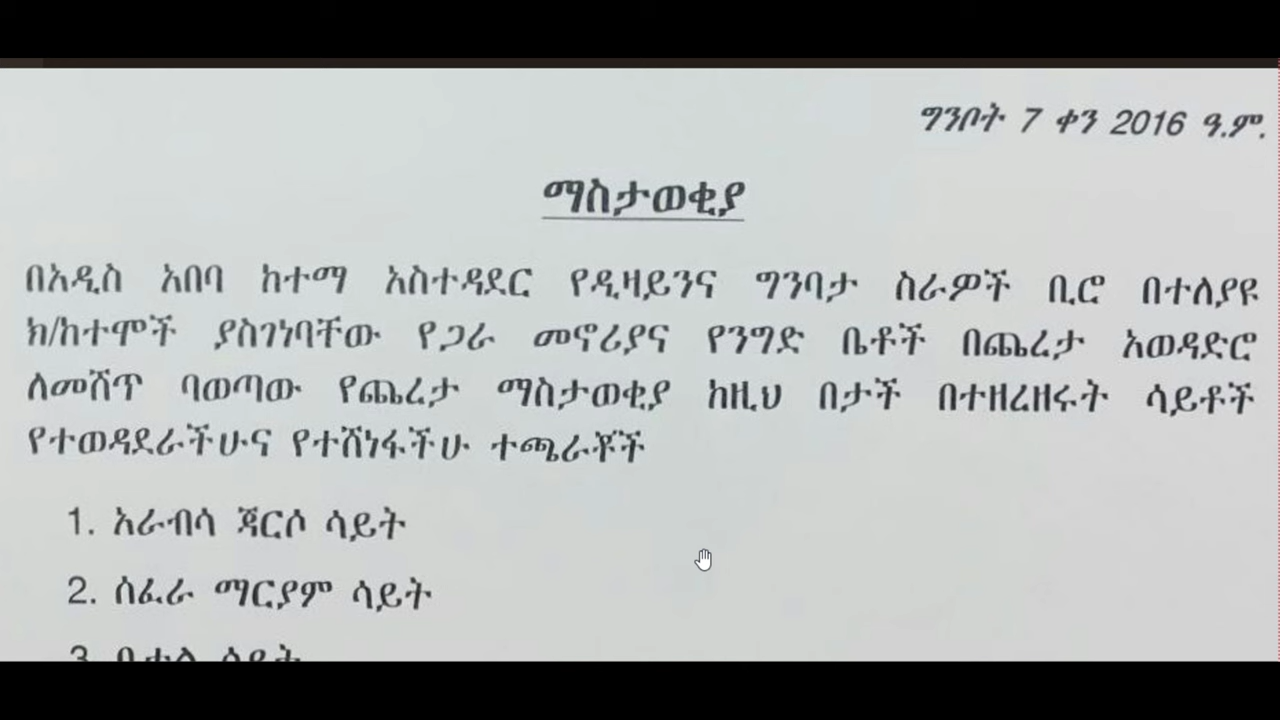 ግንቦት 7 ቀን 2016 ዓ.ም.
ማስታወቂያ
በአዲስ አበባ ከተማ አስተዳደር የዲዛይንና ግንባታ ስራዎች ቢሮ በተለያዩ
ክ/ከተሞች ያስገነባቸው የጋራ መኖሪያና የንግድ ቤቶች በጨረታ አወዳድሮ
ለመሽጥ ባወጣው የጨረታ ማስታወቂያ ከዚህ በታች በተዘረዘሩት ሳይቶች
የተወዳደራችሁና የተሸነፋችሁ ተጫራቾች
1. አራብሳ ጃርሶ ሳይት
2. ሰፈራ ማርያም ሳይት
3